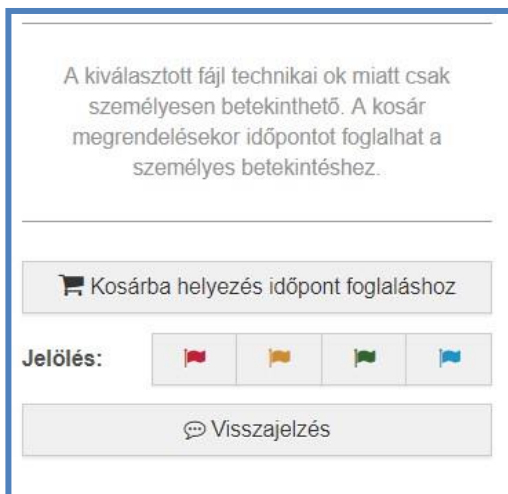 A kiválasztott fájl technikai ok miatt csak
személyesen betekinthető. A kosár
megrendelésekor időpontot foglalhat a
személyes betekintéshez.
Kosárba helyezés időpont foglaláshoz
Jelölés:
Visszajelzés